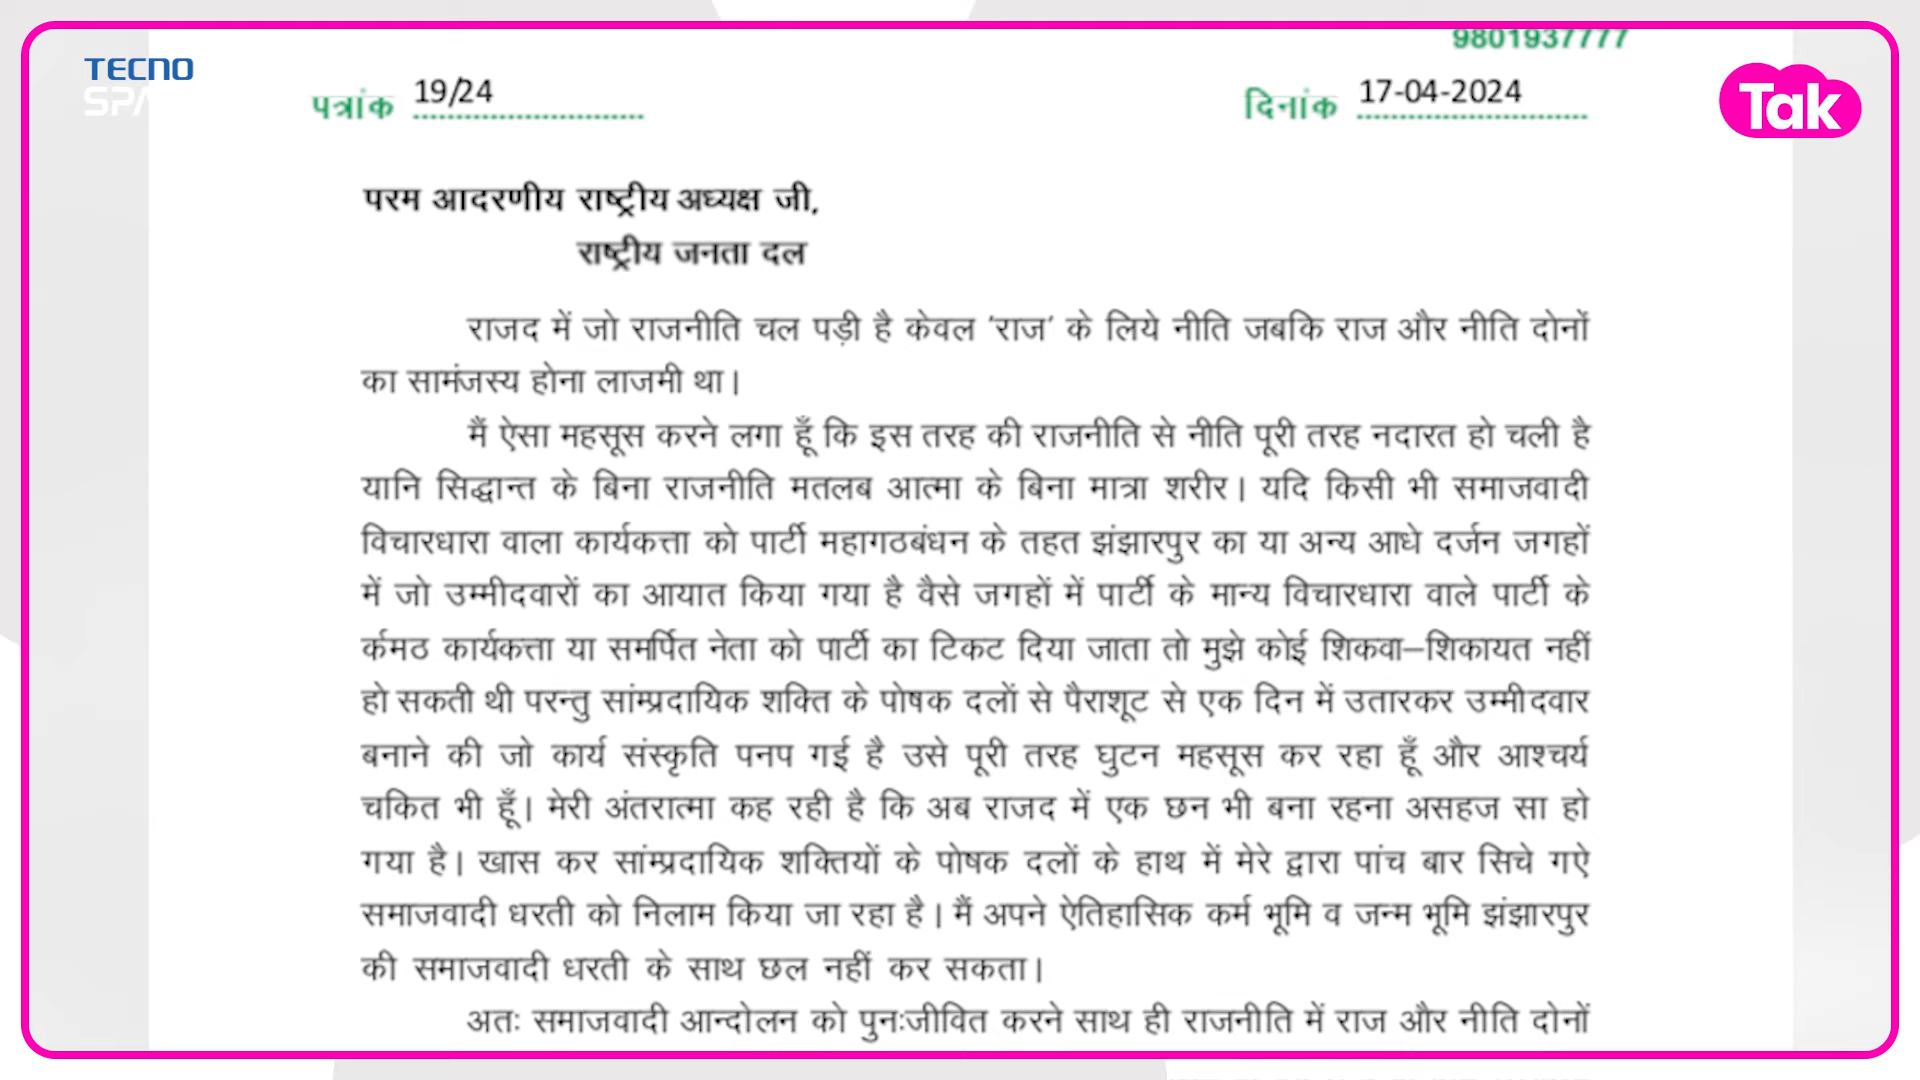 9801937777
TECNO
SPA
पत्रांक 19/24
दिनांक 17-04-2024
Tak
परम आदरणीय राष्ट्रीय अध्यक्ष जी,
राष्ट्रीय जनता दल
राजद में जो राजनीति चल पड़ी है केवल ‘राज’ के लिये नीति जबकि राज और नीति दोनों
का सामंजस्य होना लाजमी था।
मैं ऐसा महसूस करने लगा हूँ कि इस तरह की राजनीति से नीति पूरी तरह नदारत हो चली है
यानि सिद्धान्त के बिना राजनीति मतलब आत्मा के बिना मात्रा शरीर। यदि किसी भी समाजवादी
विचारधारा वाला कार्यकत्ता को पार्टी महागठबंधन के तहत झंझारपुर का या अन्य आधे दर्जन जगहों
में जो उम्मीदवारों का आयात किया गया है वैसे जगहों में पार्टी के मान्य विचारधारा वाले पार्टी के
र्कमठ कार्यकत्ता या समर्पित नेता को पार्टी का टिकट दिया जाता तो मुझे कोई शिकवा–शिकायत नहीं
हो सकती थी परन्तु सांम्प्रदायिक शक्ति के पोषक दलों से पैराशूट से एक दिन में उतारकर उम्मीदवार
बनाने की जो कार्य संस्कृति पनप गई है उसे पूरी तरह घुटन महसूस कर रहा हूँ और आश्चर्य
चकित भी हूँ। मेरी अंतरात्मा कह रही है कि अब राजद में एक छन भी बना रहना असहज सा हो
गया है। खास कर सांम्प्रदायिक शक्तियों के पोषक दलों के हाथ में मेरे द्वारा पांच बार सिचे गऐ
समाजवादी धरती को निलाम किया जा रहा है। मैं अपने ऐतिहासिक कर्म भूमि व जन्म भूमि झंझारपुर
की समाजवादी धरती के साथ छल नहीं कर सकता।
अतः समाजवादी आन्दोलन को पुनःजीवित करने साथ ही राजनीति में राज और नीति दोनों